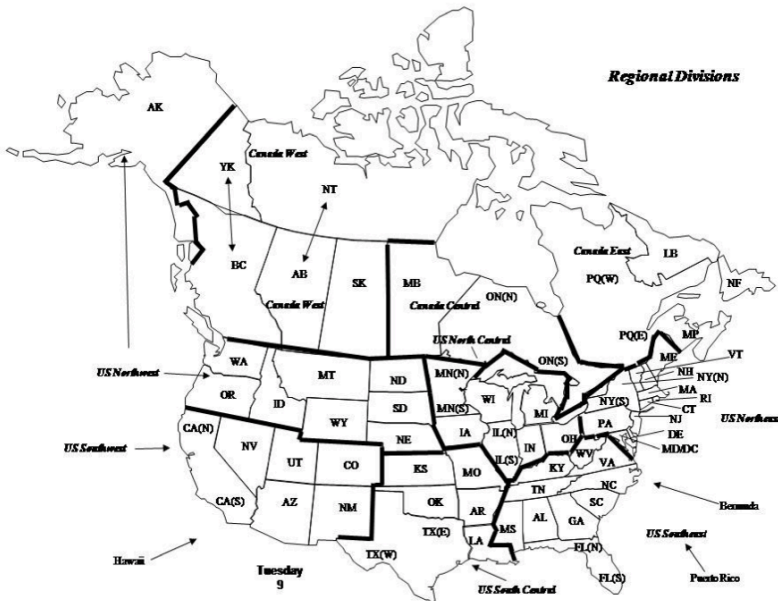 Regional Divisions
AK
Canada West
YK
NT
Canada East
LB
PQ(W)
NF
BC
AB
SK
MB
ON(N)
Canada West
Canada Central
PQ(E)
MP
US North Central
ON(S)
ME
VT
WA
MT
ND
MN(N)
NH
NY(N)
US Northwest
OR
ID
SD
MN(S)
WI
MI
NY(S)
MA
RI
WY
CT
CA(N)
NE
IA
IL(N)
IN
OH
PA
NJ
US Northeast
US Southwest
NV
UT
CO
KS
MO
IL(S)
KY
WV
VA
DE
MD/DC
CA(S)
AZ
NM
OK
AR
TN
NC
SC
Bermuda
TX(E)
MS
AL
GA
US Southeast
Hawaii
TX(W)
LA
FL(N)
Tuesday
9
US South Central
FL(S)
Puerto Rico